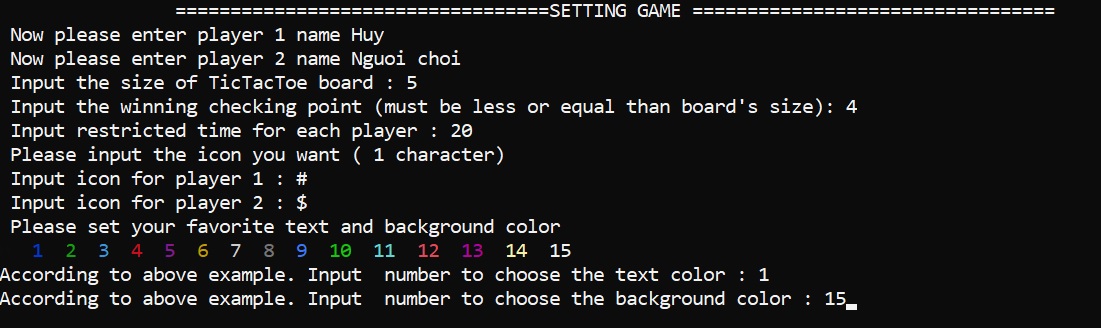 ==================================SETTING GAME =================================
Now please enter player 1 name Huy
Now please enter player 2 name Nguoi choi
Input the size of TicTacToe board : 5
Input the winning checking point (must be less or equal than board's size): 4
Input restricted time for each player : 20
Please input the icon you want ( 1 character)
Input icon for player 1 : #
Input icon for player 2 : $
Please set your favorite text and background color
1 2 3 4 5 6 7 8 9 10 11 12 13 14 15
According to above example. Input  number to choose the text color : 1
According to above example. Input  number to choose the background color : 15